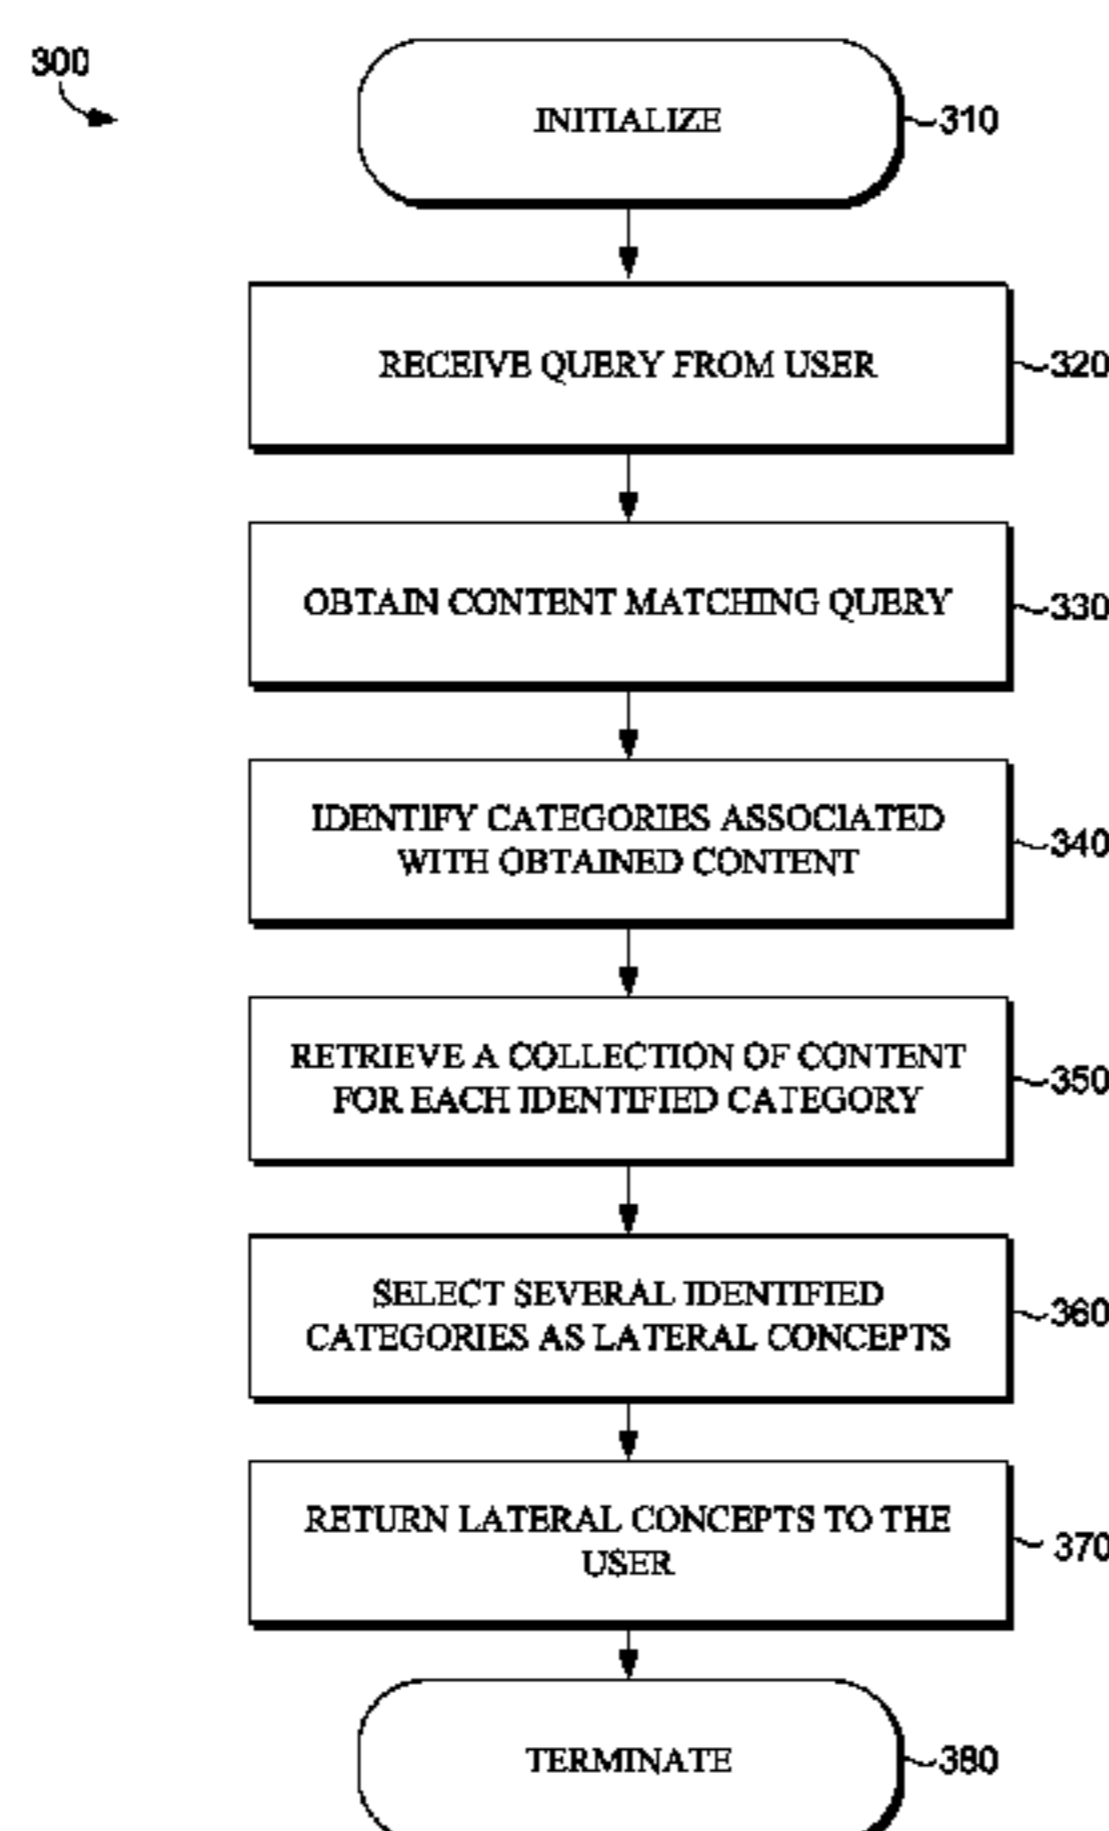 300
INITIALIZE
310
RECEIVE QUERY FROM USER
320
OBTAIN CONTENT MATCHING QUERY
330
IDENTIFY CATEGORIES ASSOCIATED
WITH OBTAINED CONTENT
340
RETRIEVE A COLLECTION OF CONTENT
FOR EACH IDENTIFIED CATEGORY
350
SELECT SEVERAL IDENTIFIED
CATEGORIES AS LATERAL CONCEPTS
360
RETURN LATERAL CONCEPTS TO THE
USER
370
TERMINATE
380